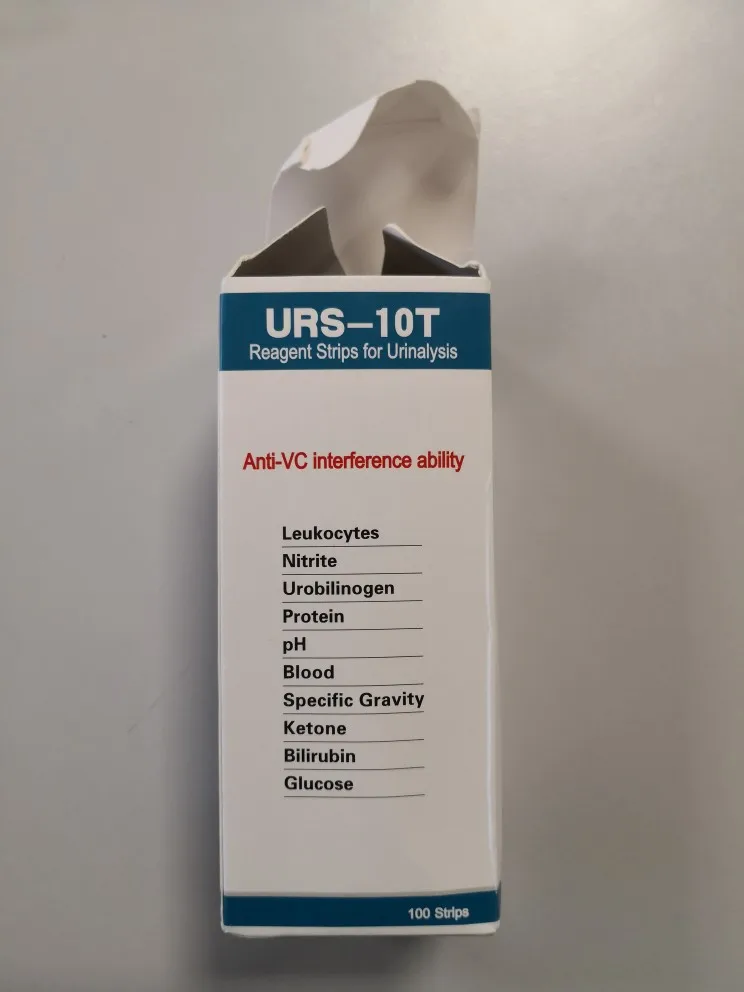 URS–10T
Reagent Strips for Urinalysis
Anti-VC interference ability
Leukocytes
Nitrite
Urobilinogen
Protein
pH
Blood
Specific Gravity
Ketone
Bilirubin
Glucose
100 Strips